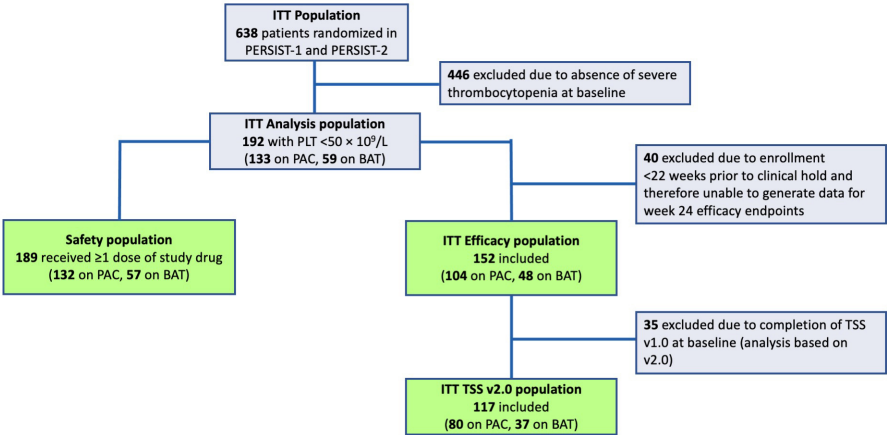 ITT Population
638 patients randomized in
PERSIST-1 and PERSIST-2
446 excluded due to absence of severe
thrombocytopenia at baseline
ITT Analysis population
192 with PLT <50 × 10⁹/L
(133 on PAC, 59 on BAT)
40 excluded due to enrollment
<22 weeks prior to clinical hold and
therefore unable to generate data for
week 24 efficacy endpoints
Safety population
189 received ≥1 dose of study drug
(132 on PAC, 57 on BAT)
ITT Efficacy population
152 included
(104 on PAC, 48 on BAT)
35 excluded due to completion of TSS
v1.0 at baseline (analysis based on
v2.0)
ITT TSS v2.0 population
117 included
(80 on PAC, 37 on BAT)